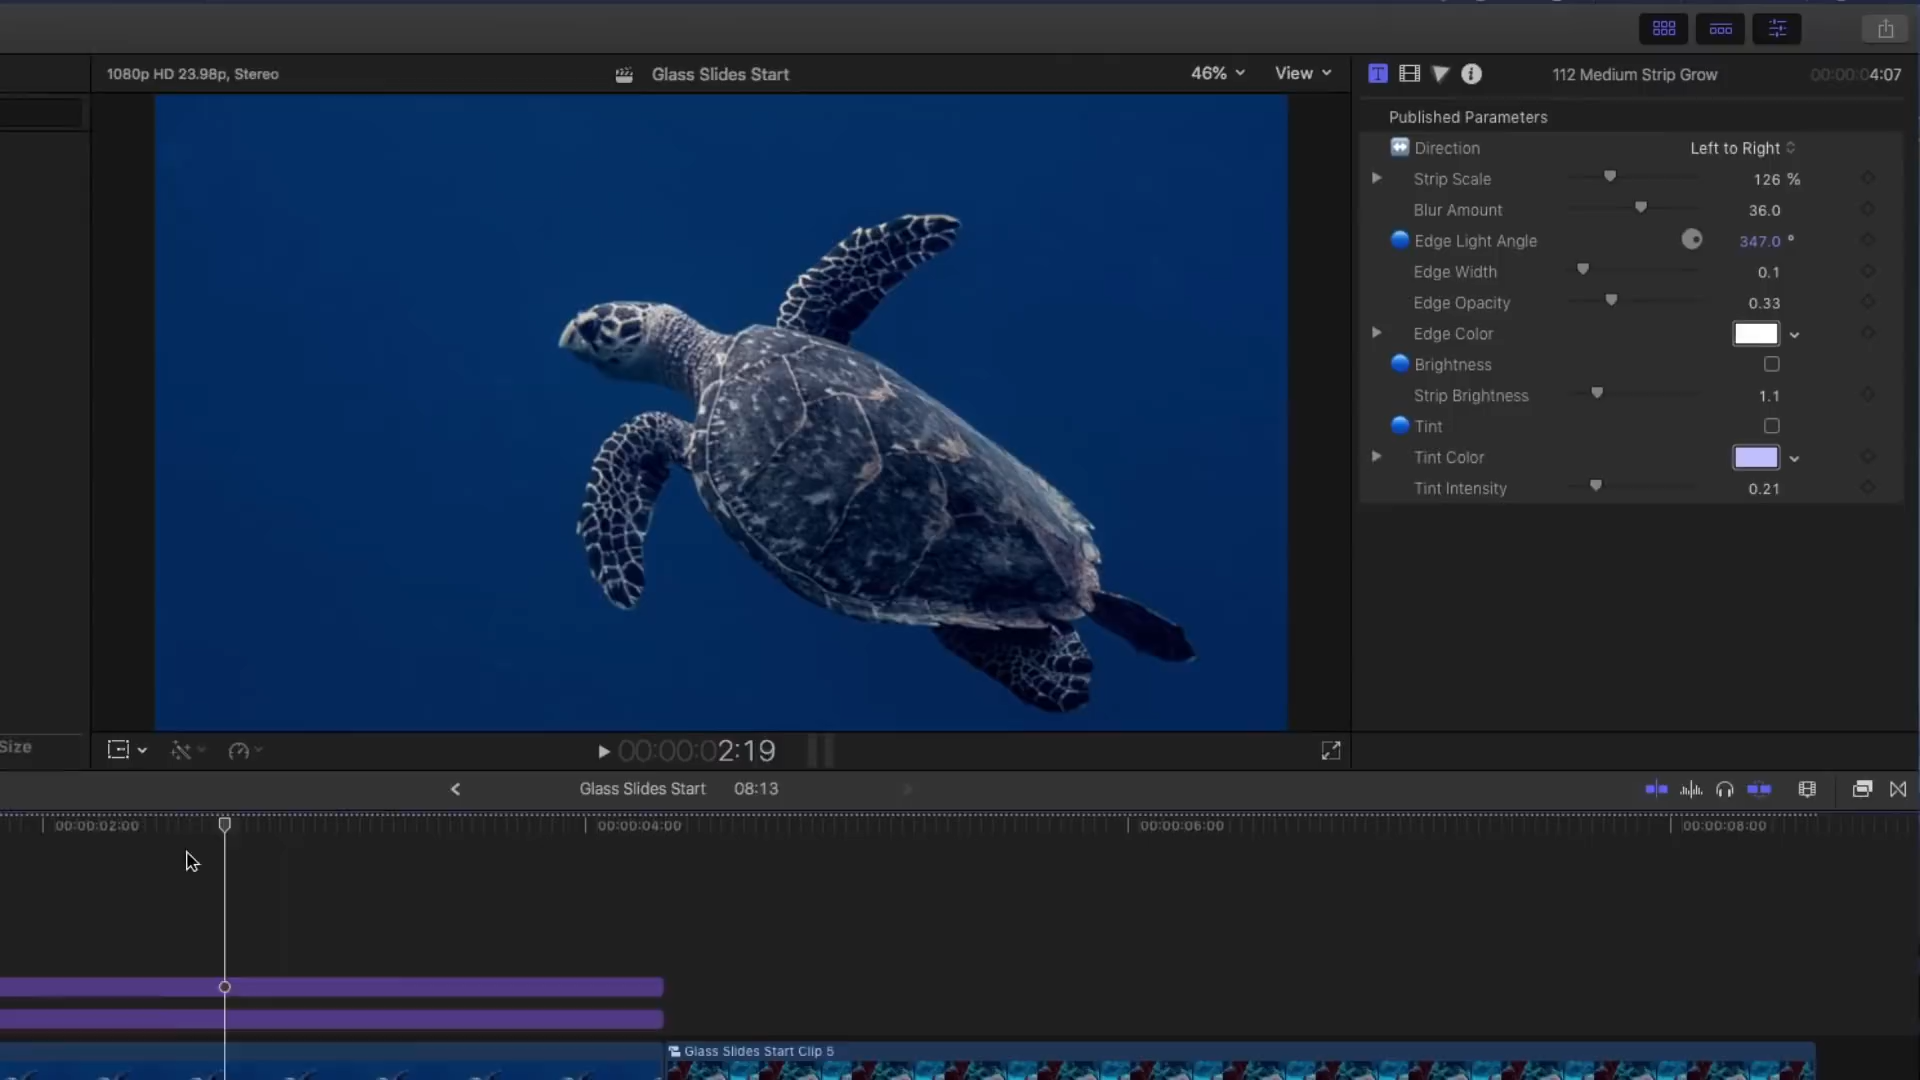 1080p HD 23.98p, Stereo
Glass Slides Start
46%
View
112 Medium Strip Grow
00:00:04:07
Published Parameters
Direction
Left to Right
Strip Scale
126 %
Blur Amount
36.0
Edge Light Angle
347.0 °
Edge Width
0.1
Edge Opacity
0.33
Edge Color
Brightness
Strip Brightness
1.1
Tint
Tint Color
Tint Intensity
0.21
Size
00:00:02:19
Glass Slides Start
08:13
00:00:02:00
00:00:04:00
00:00:06:00
00:00:08:00
Glass Slides Start Clip 5